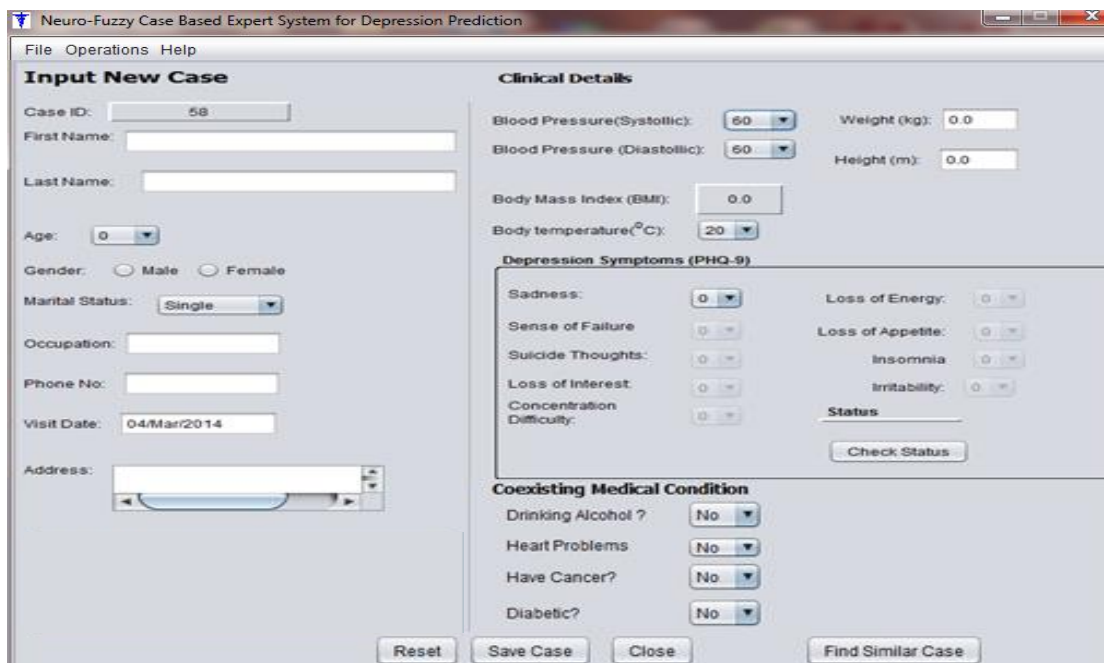 Neuro-Fuzzy Case Based Expert System for Depression Prediction
File Operations Help
Input New Case
Case ID: 58
First Name:
Last Name:
Age: 0
Gender: Male Female
Marital Status: Single
Occupation:
Phone No:
Visit Date: 04/Mar/2014
Address:
Clinical Details
Blood Pressure(Systollic): 60 Weight (kg): 0.0
Blood Pressure (Diastollic): 60 Height (m): 0.0
Body Mass Index (BMI): 0.0
Body temperature(°C): 20
Depression Symptoms (PHQ-9)
Sadness: 0 Loss of Energy: 0
Sense of Failure 0 Loss of Appetite: 0
Suicide Thoughts: 0 Insomnia 0
Loss of Interest: 0 Irritability: 0
Concentration
Difficulty: 0
Status
Check Status
Coexisting Medical Condition
Drinking Alcohol ? No
Heart Problems No
Have Cancer? No
Diabetic? No
Reset Save Case Close Find Similar Case